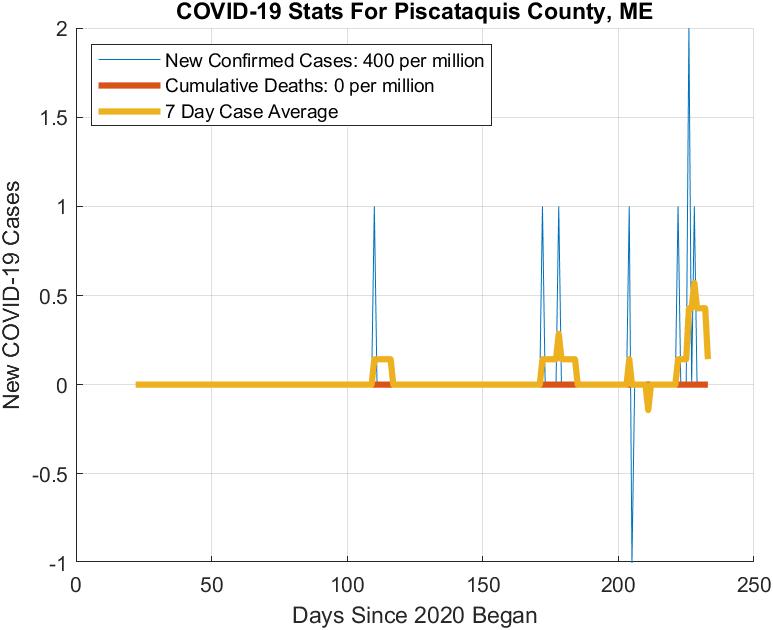 COVID-19 Stats For Piscataquis County, ME
New Confirmed Cases: 400 per million
Cumulative Deaths: 0 per million
7 Day Case Average
New COVID-19 Cases
2
1.5
1
0.5
0
-0.5
-1
0 50 100 150 200 250
Days Since 2020 Began